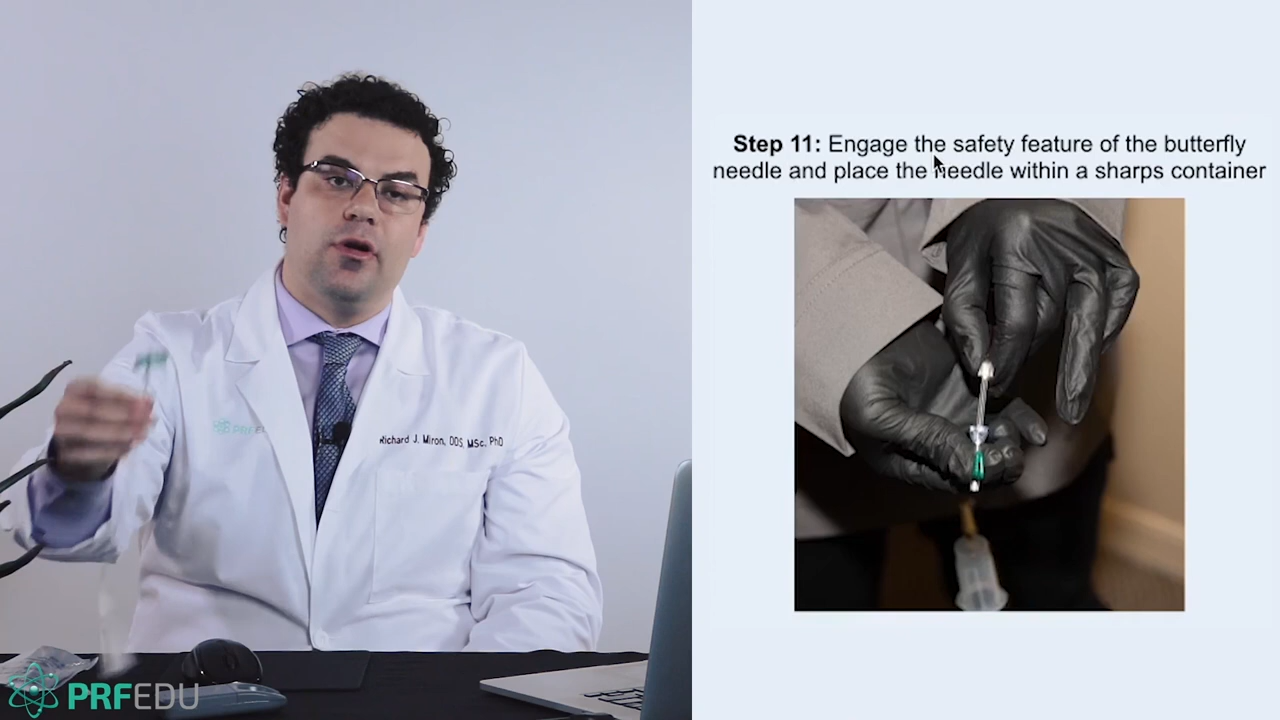 Step 11: Engage the safety feature of the butterfly
needle and place the needle within a sharps container
PRFE
Richard J. Miron, DDS, MSc, PhD
PRFEDU